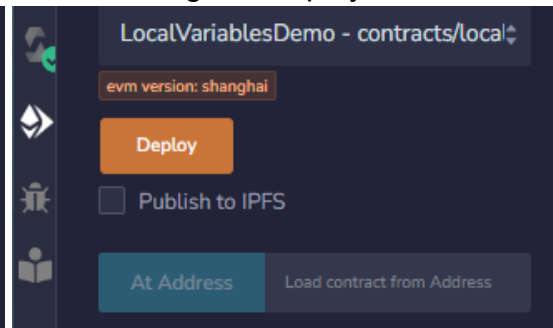 LocalVariablesDemo - contracts/local
evm version: shanghai
Deploy
Publish to IPFS
At Address
Load contract from Address